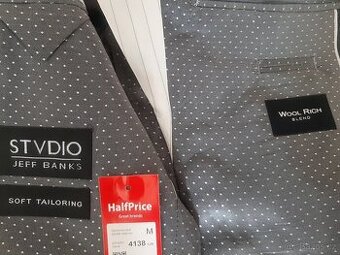 STVDIO
JEFF BANKS
SOFT TAILORING
HalfPrice
Great brands
M
4138
WOOL RICH
BLEND